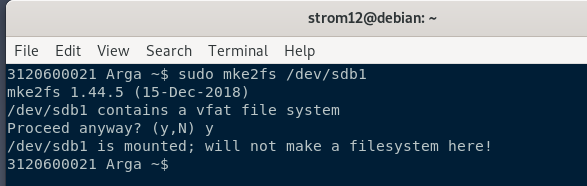 strom12@debian: ~
File Edit View Search Terminal Help
3120600021 Arga ~$ sudo mke2fs /dev/sdb1
mke2fs 1.44.5 (15-Dec-2018)
/dev/sdb1 contains a vfat file system
Proceed anyway? (y,N) y
/dev/sdb1 is mounted; will not make a filesystem here!
3120600021 Arga ~$